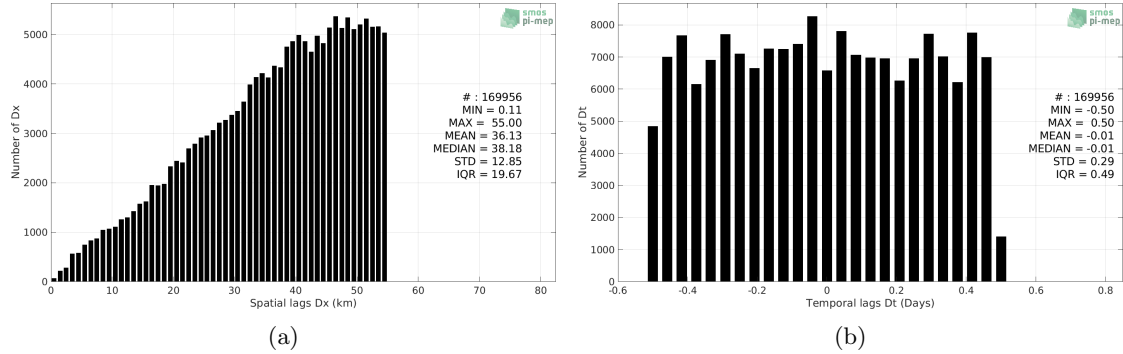 smos
pi-mep
Number of Dx
5000
4000
3000
2000
1000
0
# : 169956
MIN = 0.11
MAX = 55.00
MEAN = 36.13
MEDIAN = 38.18
STD = 12.85
IQR = 19.67
0 10 20 30 40 50 60 70 80
Spatial lags Dx (km)
(a)
smos
pi-mep
Number of Dt
8000
7000
6000
5000
4000
3000
2000
1000
0
# : 169956
MIN = -0.50
MAX = 0.50
MEAN = -0.01
MEDIAN = -0.01
STD = 0.29
IQR = 0.49
-0.6 -0.4 -0.2 0 0.2 0.4 0.6 0.8
Temporal lags Dt (Days)
(b)